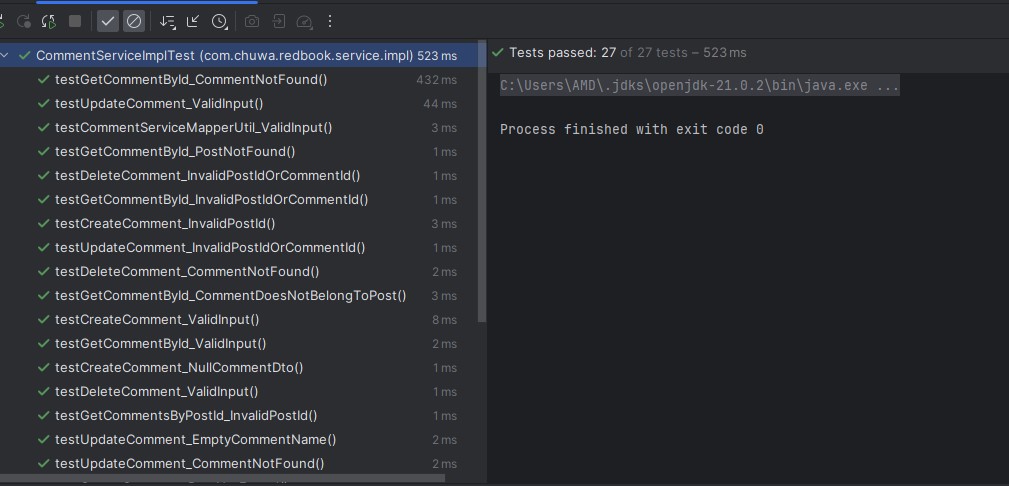 CommentServiceImplTest (com.chuwa.redbook.service.impl) 523 ms
testGetCommentById_CommentNotFound() 432 ms
testUpdateComment_ValidInput() 44 ms
testCommentServiceMapperUtil_ValidInput() 3 ms
testGetCommentById_PostNotFound() 1 ms
testDeleteComment_InvalidPostIdOrCommentId() 1 ms
testGetCommentById_InvalidPostIdOrCommentId() 1 ms
testCreateComment_InvalidPostId() 3 ms
testUpdateComment_InvalidPostIdOrCommentId() 1 ms
testDeleteComment_CommentNotFound() 2 ms
testGetCommentById_CommentDoesNotBelongToPost() 3 ms
testCreateComment_ValidInput() 8 ms
testGetCommentById_ValidInput() 2 ms
testCreateComment_NullCommentDto() 1 ms
testDeleteComment_ValidInput() 1 ms
testGetCommentsByPostId_InvalidPostId() 1 ms
testUpdateComment_EmptyCommentName() 2 ms
testUpdateComment_CommentNotFound() 2 ms
Tests passed: 27 of 27 tests – 523 ms
C:\Users\AMD\.jdks\openjdk-21.0.2\bin\java.exe ...
Process finished with exit code 0